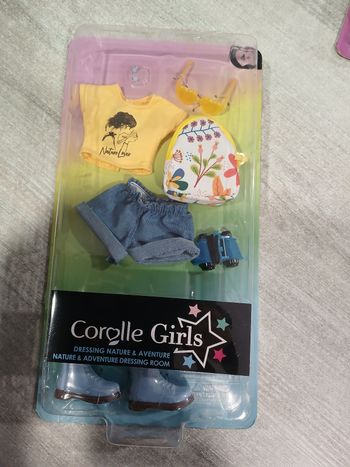 Nature Lover
Corolle Girls
DRESSING NATURE & AVENTURE
NATURE & ADVENTURE DRESSING ROOM